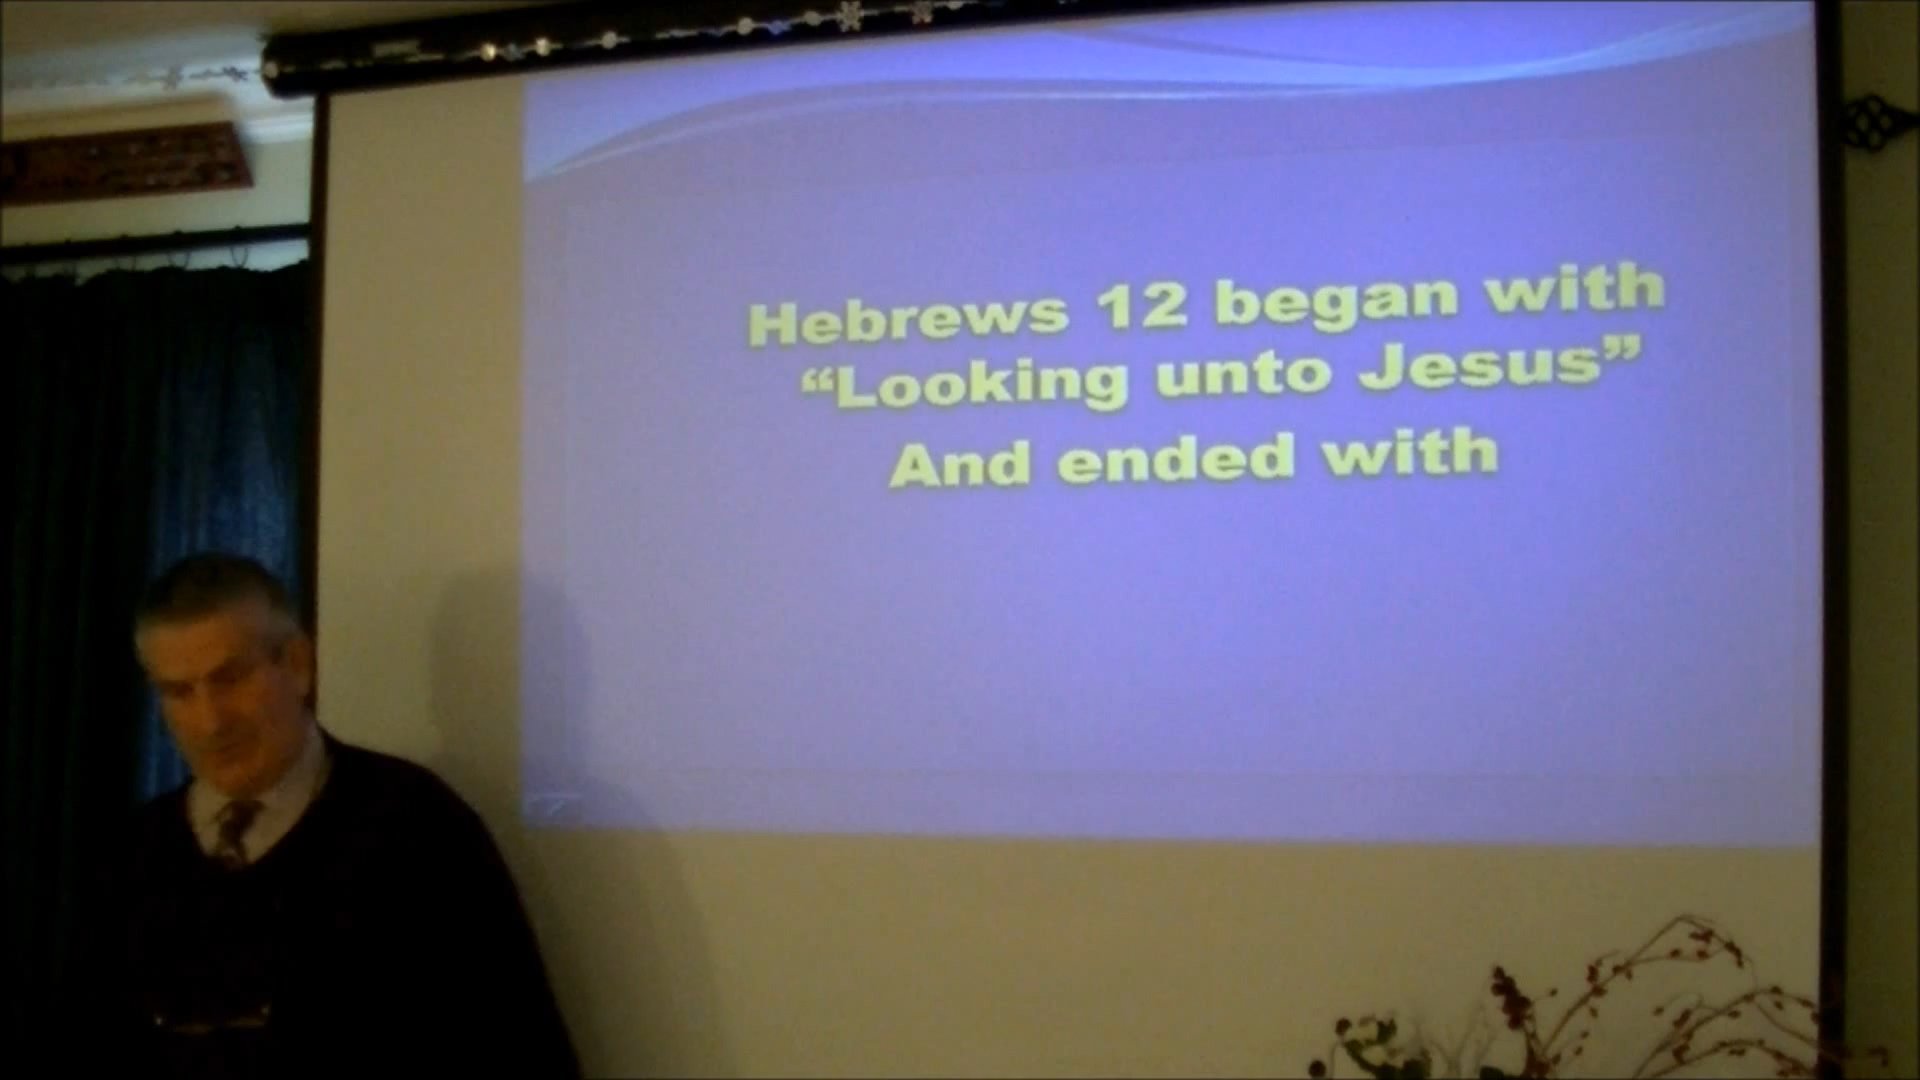 Hebrews 12 began with
“Looking unto Jesus”
And ended with